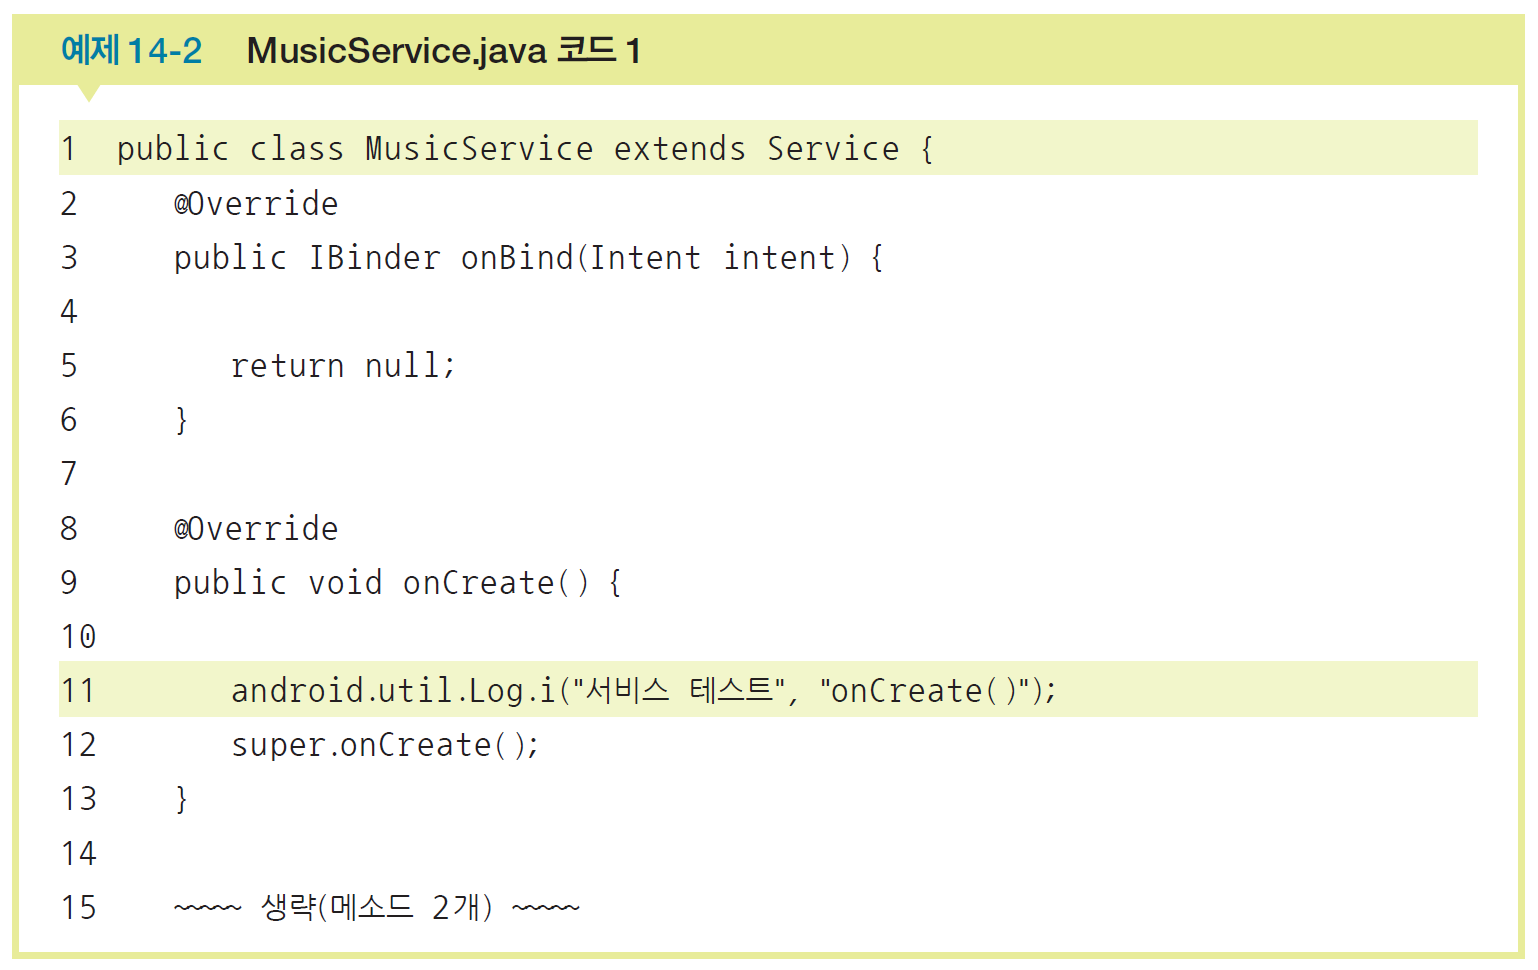 예제 14-2 MusicService.java 코드 1
1 public class MusicService extends Service {
2 @Override
3 public IBinder onBind(Intent intent) {
4
5 return null;
6 }
7
8 @Override
9 public void onCreate() {
10
11 android.util.Log.i("서비스 테스트", "onCreate()");
12 super.onCreate();
13 }
14
15 ~~~~~ 생략(메소드 2개) ~~~~~